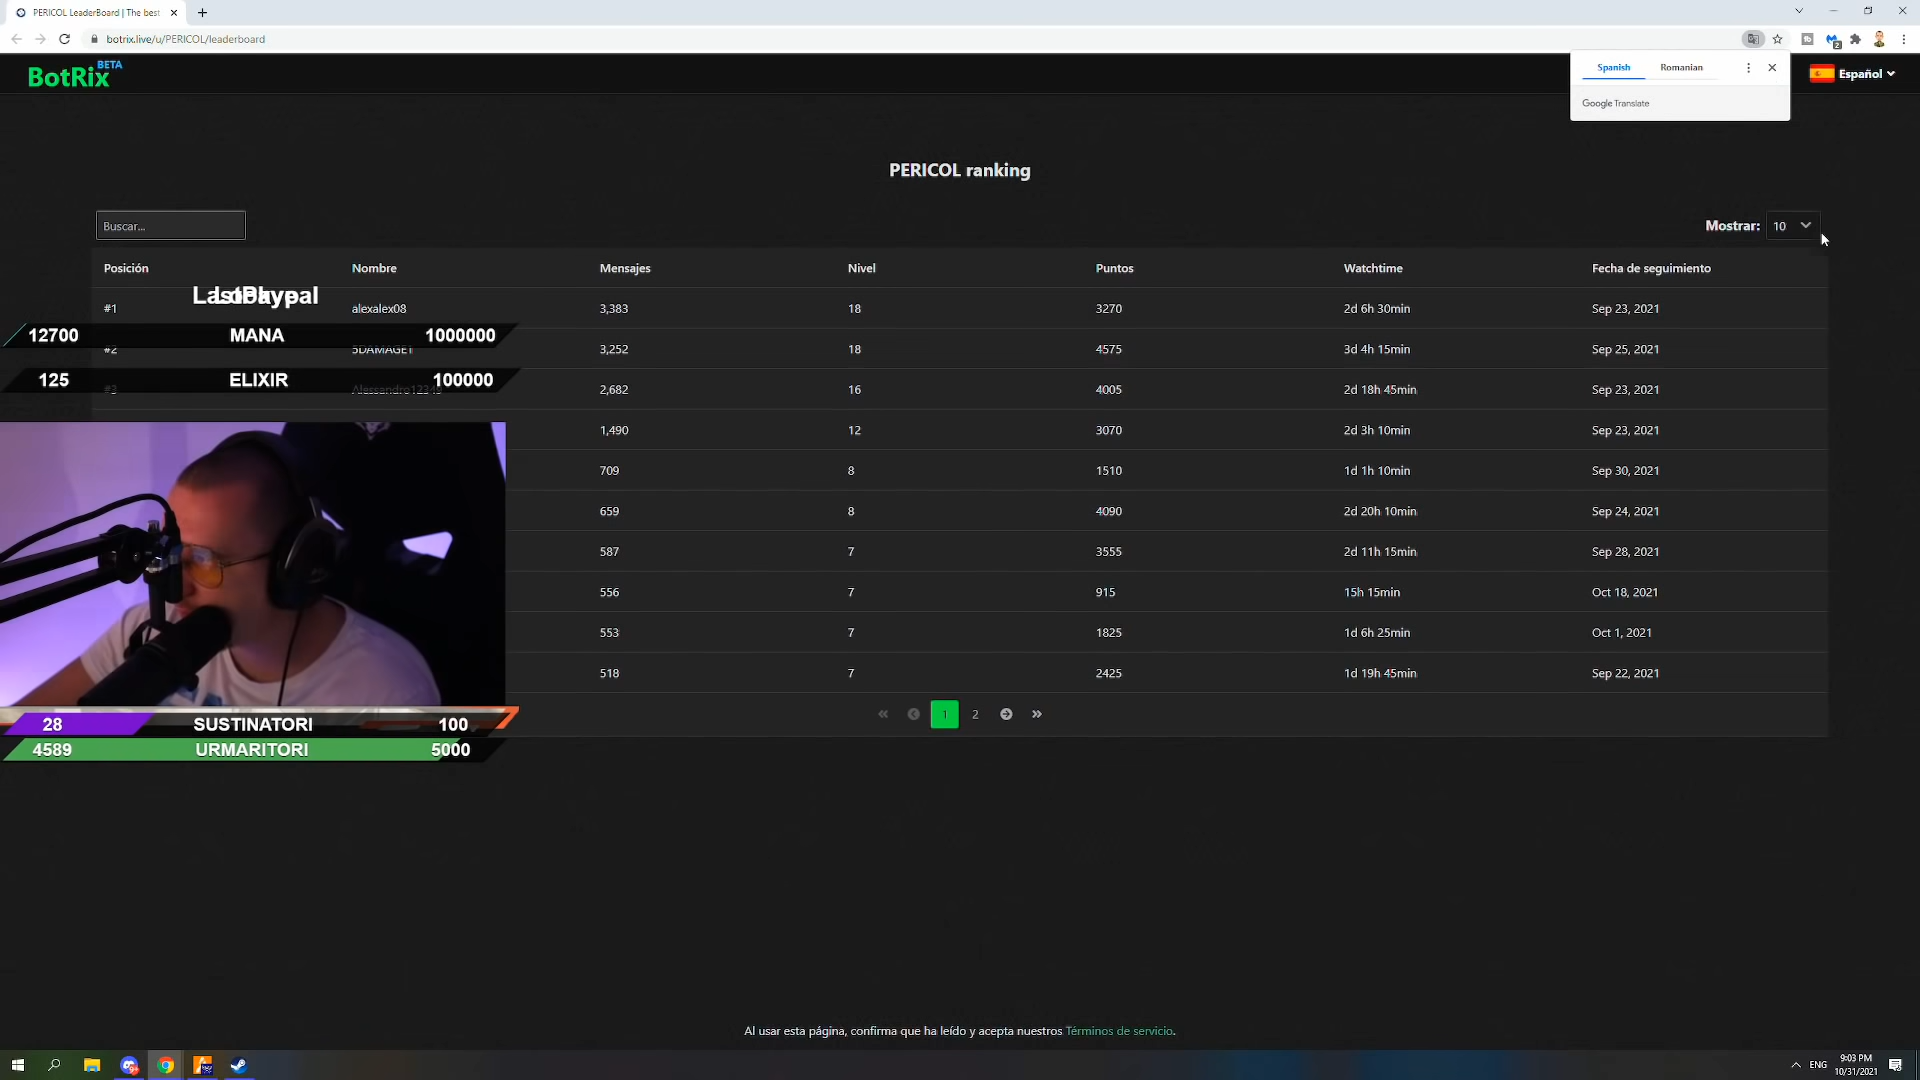 PERICOL LeaderBoard | The best
botrix.live/u/PERICOL/leaderboard
BotRix BETA
Spanish Romanian
Google Translate
Español
PERICOL ranking
Buscar...
Mostrar: 10
Posición Nombre Mensajes Nivel Puntos Watchtime Fecha de seguimiento
#1 alexalex08 3,383 18 3270 2d 6h 30min Sep 23, 2021
12700 MANA 1000000
#2 5DAMAGE1 3,252 18 4575 3d 4h 15min Sep 25, 2021
125 ELIXIR 100000
#3 2,682 16 4005 2d 18h 45min Sep 23, 2021
1,490 12 3070 2d 3h 10min Sep 23, 2021
709 8 1510 1d 1h 10min Sep 30, 2021
659 8 4090 2d 20h 10min Sep 24, 2021
587 7 3555 2d 11h 15min Sep 28, 2021
556 7 915 15h 15min Oct 18, 2021
553 7 1825 1d 6h 25min Oct 1, 2021
518 7 2425 1d 19h 45min Sep 22, 2021
1 2
28 SUSTINATORI 100
4589 URMARITORI 5000
Al usar esta página, confirma que ha leído y acepta nuestros Términos de servicio.
ENG 9:03 PM
10/31/2021